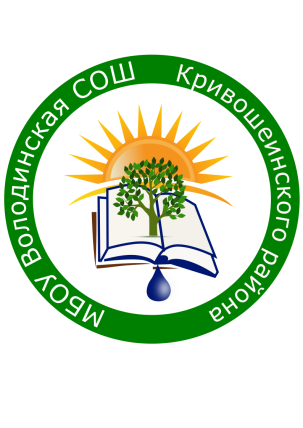 МБОУ Володинская СОШ
Кривошеинского района